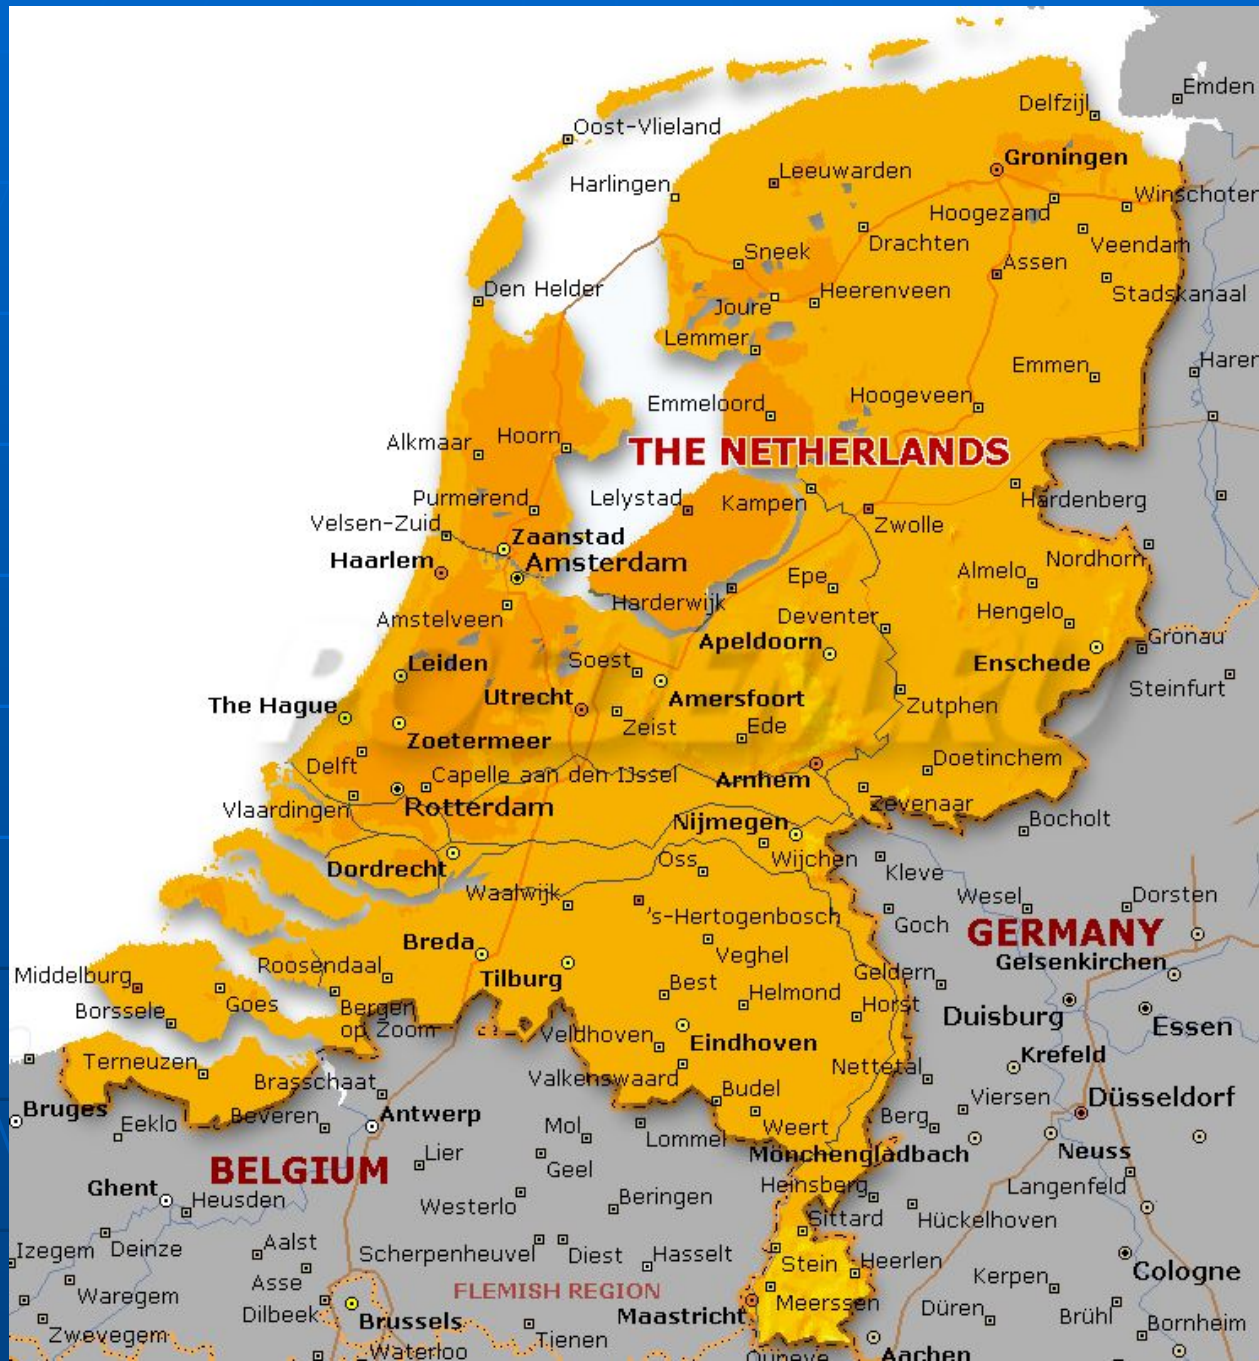 Emden
Delfzijl
Oost-Vlieland
Groningen
Leeuwarden
Harlingen
Winschoten
Hoogezand
Drachten
Veendam
Sneek
Assen
Den Helder
Heerenveen
Stadskanaal
Joure
Lemmer
Emmen
Haren
Emmeloord
Hoogeveen
Alkmaar
Hoorn
THE NETHERLANDS
Purmerend
Lelystad
Kampen
Hardenberg
Velsen-Zuid
Zwolle
Zaanstad
Haarlem
Amsterdam
Nordhorn
Epe
Almelo
Amstelveen
Harderwijk
Deventer
Hengelo
Apeldoorn
Gronau
Leiden
Soest
Enschede
Steinfurt
The Hague
Utrecht
Amersfoort
Zutphen
Zoetermeer
Zeist
Ede
Delft
Capelle aan den IJssel
Arnhem
Doetinchem
Vlaardingen
Rotterdam
Zevenaar
Nijmegen
Bocholt
Dordrecht
Oss
Wijchen
Kleve
Waalwijk
's-Hertogenbosch
Wesel
Dorsten
Goch
GERMANY
Breda
Veghel
Roosendaal
Gelsenkirchen
Middelburg
Tilburg
Geldern
Goes
Bergen
op Zoom
Best
Helmond
Horst
Borssele
Duisburg
Essen
Veldhoven
Eindhoven
Terneuzen
Krefeld
Brasschaat
Valkenswaard
Nettetal
Budel
Viersen
Düsseldorf
Bruges
Eeklo
Beveren
Antwerp
Mol
Lommel
Weert
Berg
BELGIUM
Lier
Geel
Mönchengladbach
Neuss
Ghent
Heusden
Westerlo
Beringen
Heinsberg
Langenfeld
Sittard
Hückelhoven
Izegem
Deinze
Aalst
Scherpenheuvel
Diest
Hasselt
Stein
Heerlen
Asse
FLEMISH REGION
Kerpen
Cologne
Waregem
Dilbeek
Brussels
Maastricht
Meerssen
Düren
Brühl
Zwevegem
Tienen
Bornheim
Waterloo
Oupeye
Aachen